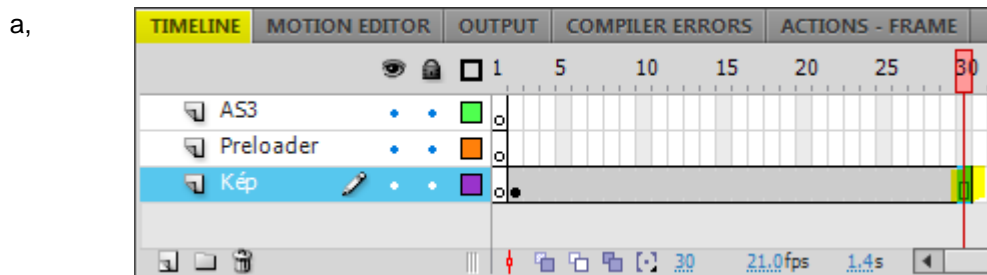 a,
TIMELINE MOTION EDITOR OUTPUT COMPILER ERRORS ACTIONS - FRAME
1 5 10 15 20 25 30
AS3
Preloader
Kép
30 21.0fps 1.4s